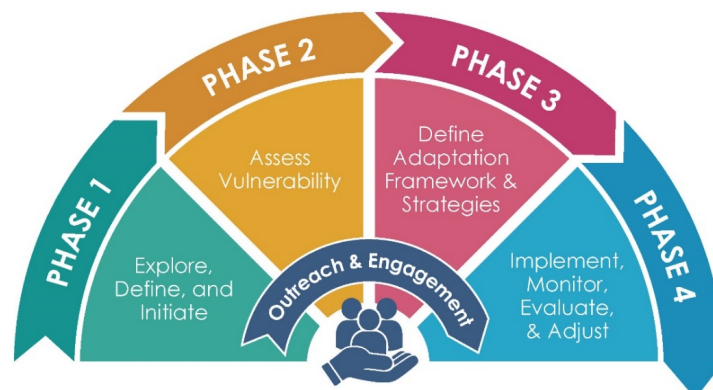 PHASE 1
Explore,
Define, and
Initiate
PHASE 2
Assess
Vulnerability
PHASE 3
Define
Adaptation
Framework &
Strategies
PHASE 4
Implement,
Monitor,
Evaluate,
& Adjust
Outreach & Engagement